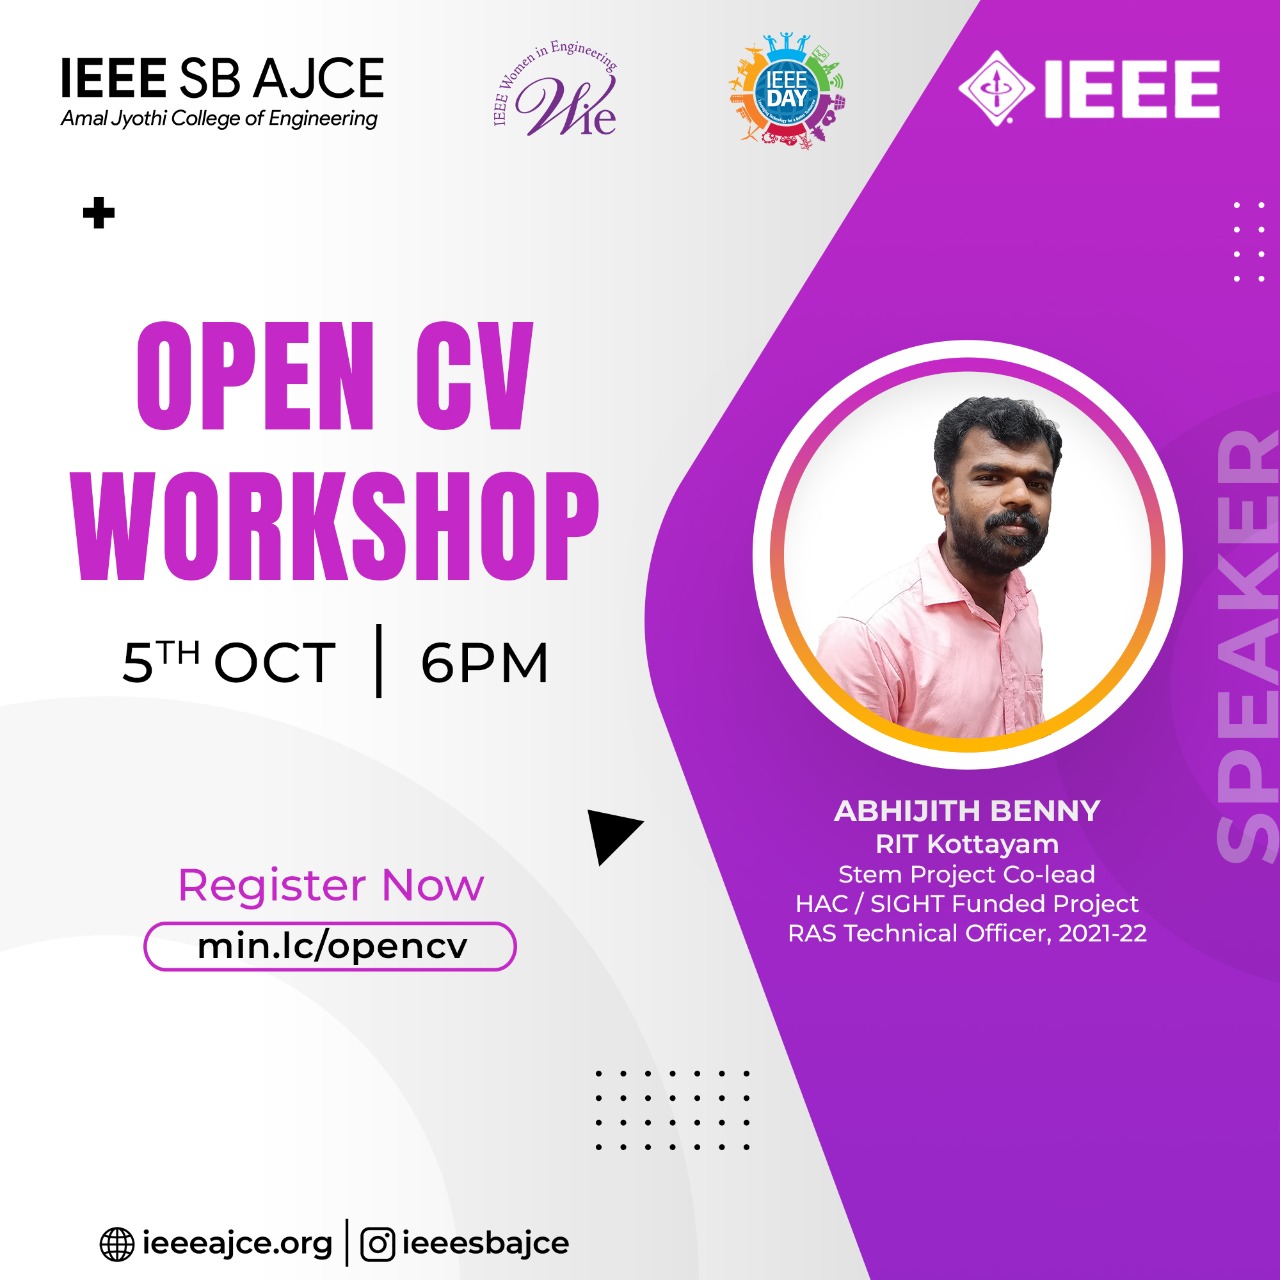 IEEE SB AJCE
Amal Jyothi College of Engineering
IEEE Women in Engineering
WiE
IEEE
DAY
IEEE
OPEN CV
WORKSHOP
5TH OCT | 6PM
Register Now
min.lc/opencv
SPEAKER
ABHIJITH BENNY
RIT Kottayam
Stem Project Co-lead
HAC / SIGHT Funded Project
RAS Technical Officer, 2021-22
ieeeajce.org | ieeesbajce